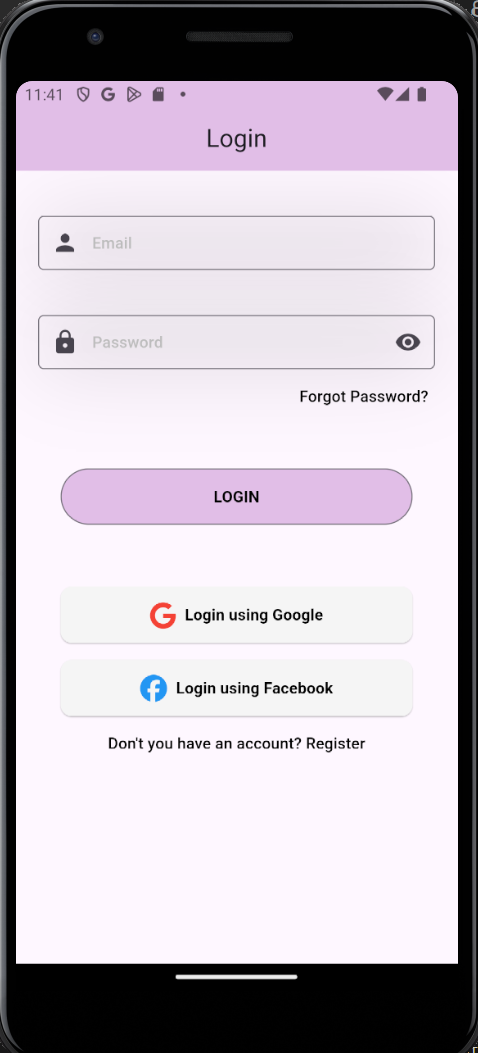 11:41
Login
Email
Password
Forgot Password?
LOGIN
Login using Google
Login using Facebook
Don't you have an account? Register